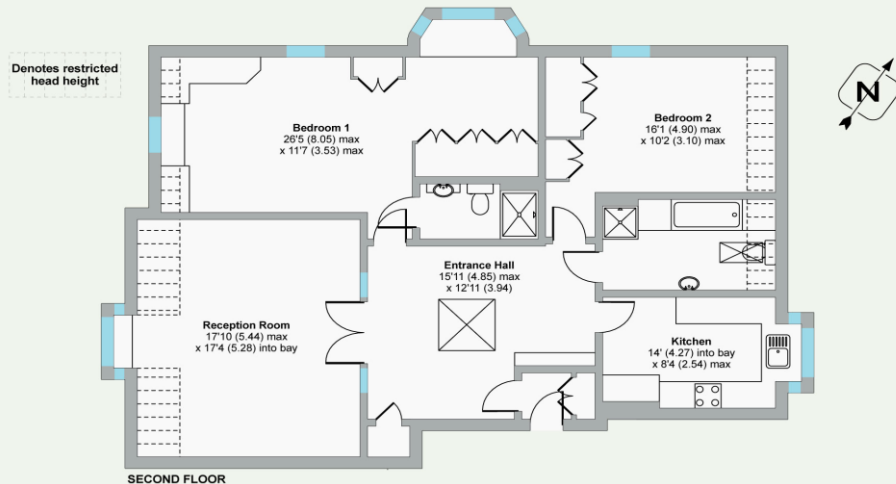 Denotes restricted
head height
N
Bedroom 1
26'5 (8.05) max
x 11'7 (3.53) max
Bedroom 2
16'1 (4.90) max
x 10'2 (3.10) max
Entrance Hall
15'11 (4.85) max
x 12'11 (3.94)
Reception Room
17'10 (5.44) max
x 17'4 (5.28) into bay
Kitchen
14' (4.27) into bay
x 8'4 (2.54) max
SECOND FLOOR